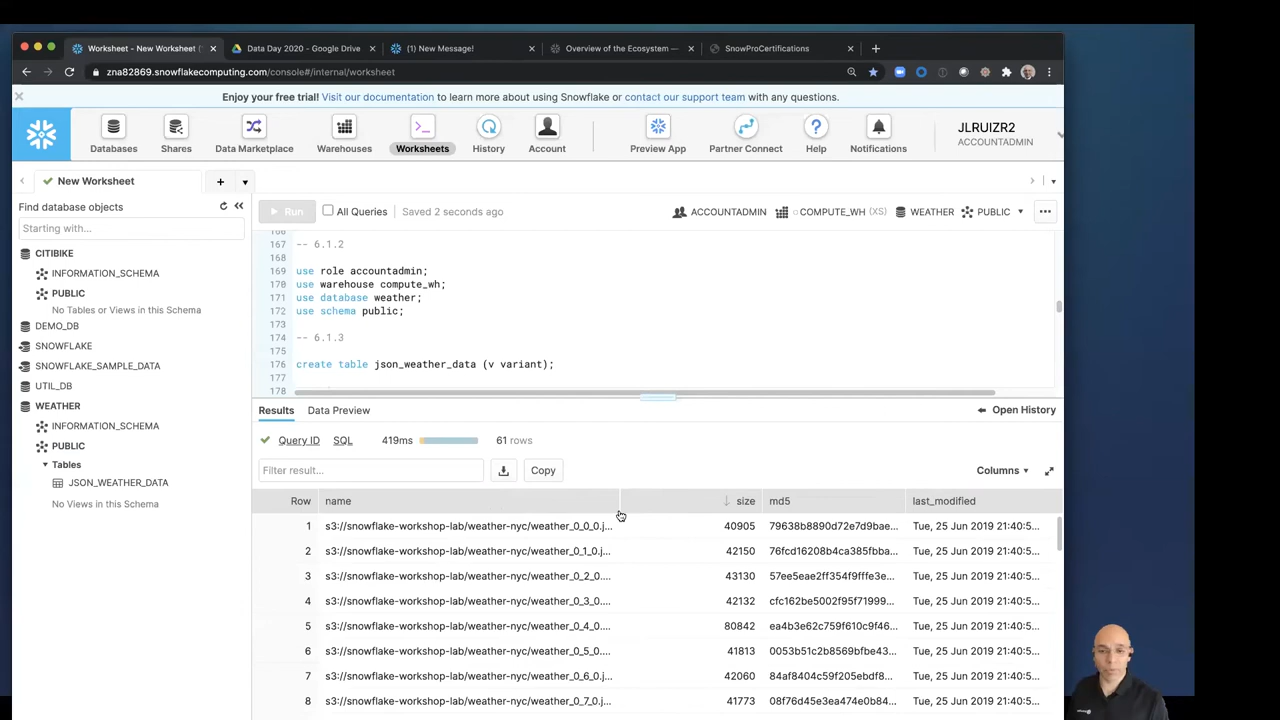 Worksheet - New Worksheet (
Data Day 2020 - Google Drive
(1) New Message!
Overview of the Ecosystem —
SnowProCertifications
zna82869.snowflakecomputing.com/console#/internal/worksheet
Enjoy your free trial! Visit our documentation to learn more about using Snowflake or contact our support team with any questions.
Databases
Shares
Data Marketplace
Warehouses
Worksheets
History
Account
Preview App
Partner Connect
Help
Notifications
JLRUIZR2
ACCOUNTADMIN
New Worksheet
Find database objects
Starting with...
CITIBIKE
INFORMATION_SCHEMA
PUBLIC
No Tables or Views in this Schema
DEMO_DB
SNOWFLAKE
SNOWFLAKE_SAMPLE_DATA
UTIL_DB
WEATHER
INFORMATION_SCHEMA
PUBLIC
Tables
JSON_WEATHER_DATA
No Views in this Schema
Run All Queries Saved 2 seconds ago
ACCOUNTADMIN COMPUTE_WH (XS) WEATHER PUBLIC
166
167 -- 6.1.2
168
169 use role accountadmin;
170 use warehouse compute_wh;
171 use database weather;
172 use schema public;
173
174 -- 6.1.3
175
176 create table json_weather_data (v variant);
177
178
Results Data Preview Open History
Query ID SQL 419ms 61 rows
Filter result... Copy Columns
Row name size md5 last_modified
1 s3://snowflake-workshop-lab/weather-nyc/weather_0_0_0.j... 40905 79638b8890d72e7d9bae... Tue, 25 Jun 2019 21:40:5...
2 s3://snowflake-workshop-lab/weather-nyc/weather_0_1_0.j... 42150 76fcd16208b4ca385fbba... Tue, 25 Jun 2019 21:40:5...
3 s3://snowflake-workshop-lab/weather-nyc/weather_0_2_0.... 43130 57ee5eae2ff354f9fffe3e... Tue, 25 Jun 2019 21:40:5...
4 s3://snowflake-workshop-lab/weather-nyc/weather_0_3_0.... 42132 cfc162be5002f95f71999... Tue, 25 Jun 2019 21:40:5...
5 s3://snowflake-workshop-lab/weather-nyc/weather_0_4_0.... 80842 ea4b3e62c759f610c9f46... Tue, 25 Jun 2019 21:40:5...
6 s3://snowflake-workshop-lab/weather-nyc/weather_0_5_0.... 41813 0053b51c2b8569bfbe43... Tue, 25 Jun 2019 21:40:5...
7 s3://snowflake-workshop-lab/weather-nyc/weather_0_6_0.... 42060 84af8404c59f205ebdf8... Tue, 25 Jun 2019 21:40:5...
8 s3://snowflake-workshop-lab/weather-nyc/weather_0_7_0.... 41773 08f76d45e3ea474e0b84... Tue, 25 Jun 2019 21:40:5...